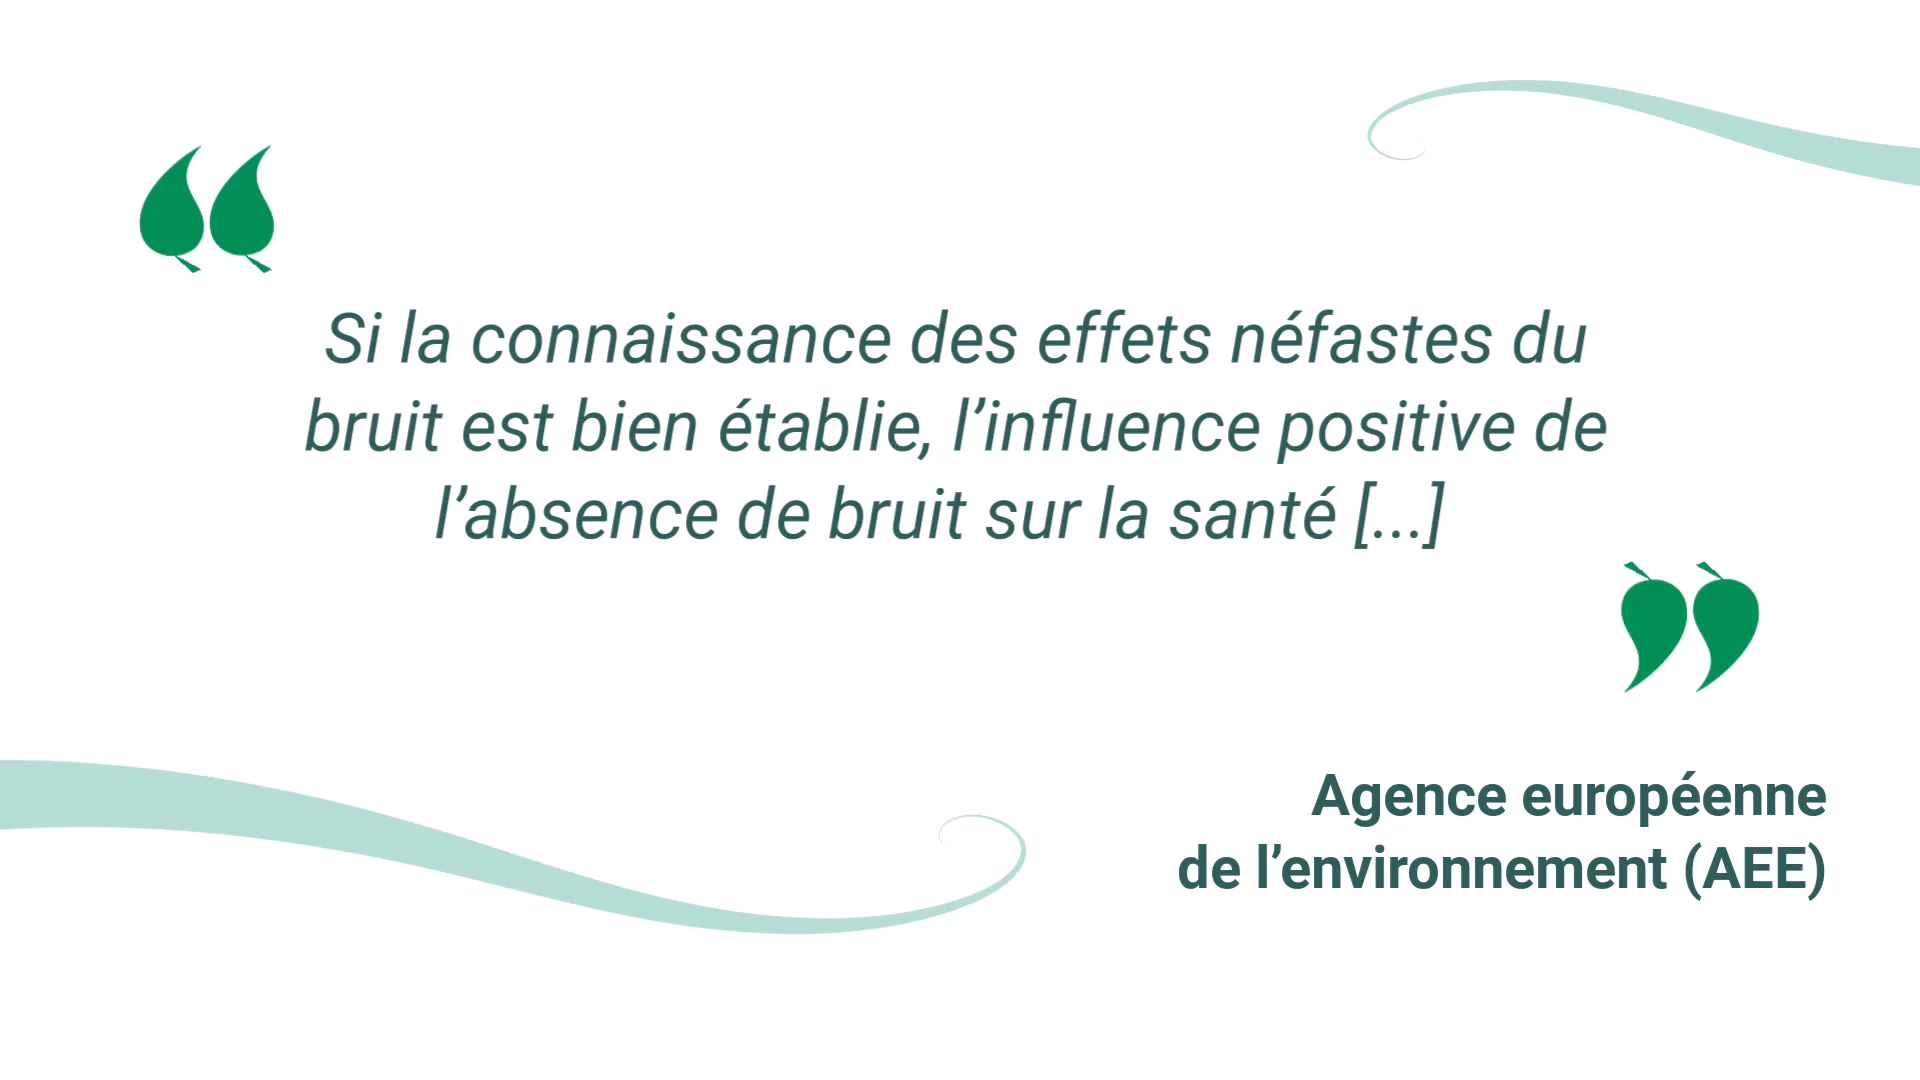 Si la connaissance des effets néfastes du
bruit est bien établie, l’influence positive de
l’absence de bruit sur la santé [...]
Agence européenne
de l’environnement (AEE)